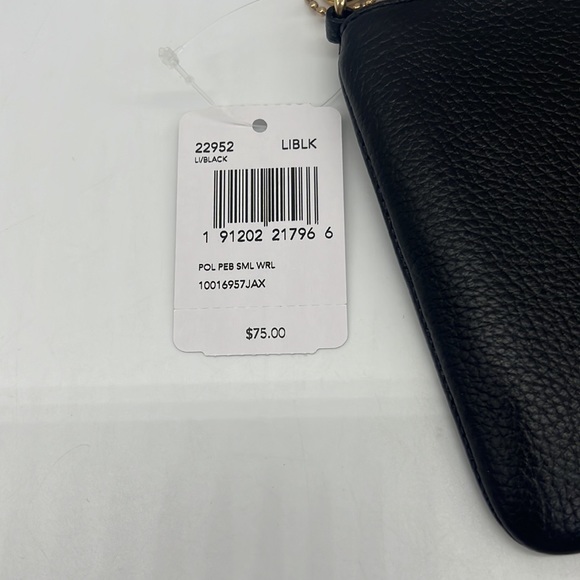 22952 LIBLK
LI/BLACK
1 91202 21796 6
POL PEB SML WRL
10016957JAX
$75.00